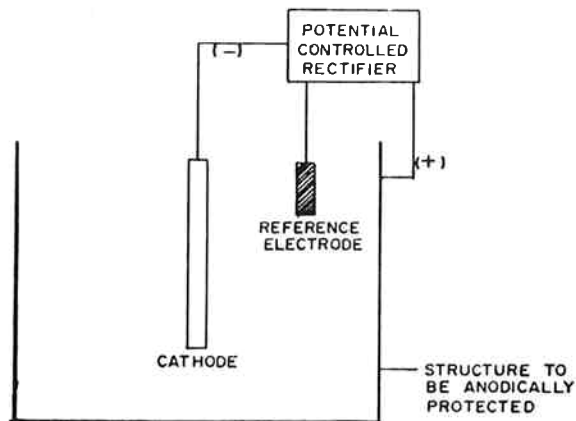 POTENTIAL
CONTROLLED
RECTIFIER
(-)
(+)
REFERENCE
ELECTRODE
CATHODE
STRUCTURE TO
BE ANODICALLY
PROTECTED